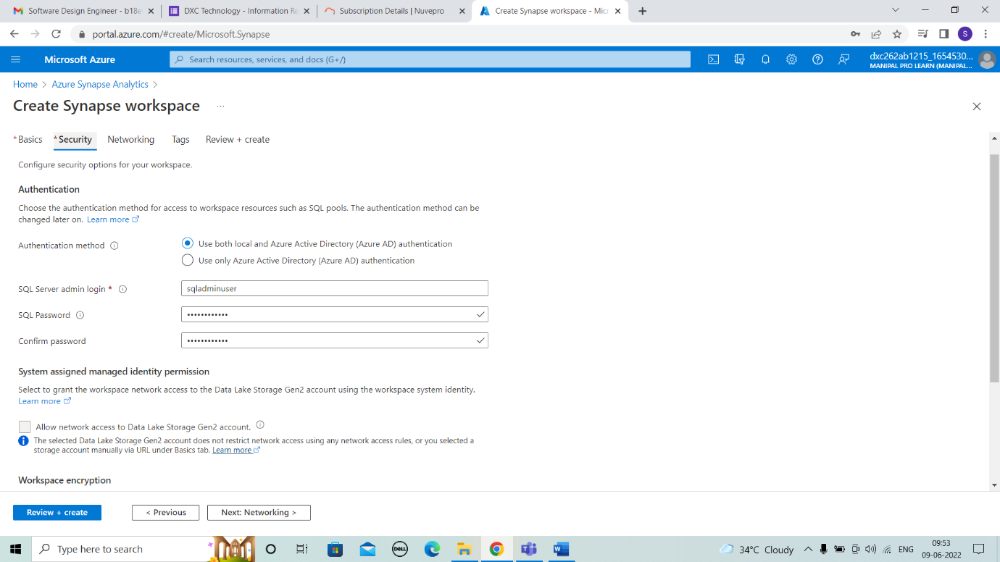 Software Design Engineer - b18e
DXC Technology - Information Re
Subscription Details | Nuvepro
Create Synapse workspace - Micr
portal.azure.com/#create/Microsoft.Synapse
S
Microsoft Azure
Search resources, services, and docs (G+/)
dxc262ab1215_1654530...
MANIPAL PRO LEARN (MANIPAL...
Home > Azure Synapse Analytics >
Create Synapse workspace ...
* Basics * Security Networking Tags Review + create
Configure security options for your workspace.
Authentication
Choose the authentication method for access to workspace resources such as SQL pools. The authentication method can be
changed later on. Learn more
Authentication method
Use both local and Azure Active Directory (Azure AD) authentication
Use only Azure Active Directory (Azure AD) authentication
SQL Server admin login *
sqladminuser
SQL Password
••••••••••••
Confirm password
••••••••••••
System assigned managed identity permission
Select to grant the workspace network access to the Data Lake Storage Gen2 account using the workspace system identity.
Learn more
Allow network access to Data Lake Storage Gen2 account.
The selected Data Lake Storage Gen2 account does not restrict network access using any network access rules, or you selected a
storage account manually via URL under Basics tab. Learn more
Workspace encryption
Review + create
< Previous
Next: Networking >
Type here to search
DELL
34°C Cloudy
ENG
09:53
09-06-2022